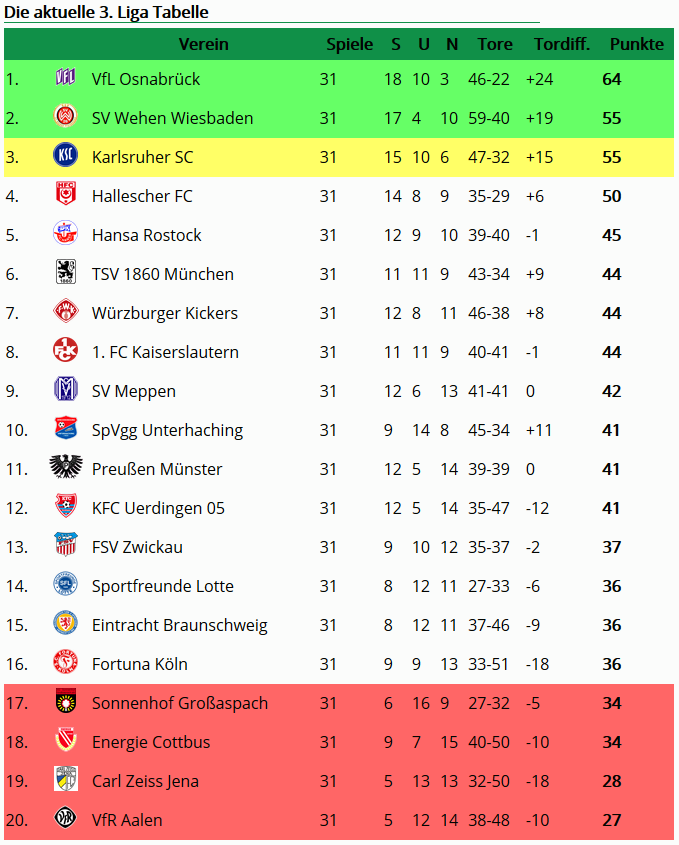 Die aktuelle 3. Liga Tabelle
Verein Spiele S U N Tore Tordiff. Punkte
1. VfL Osnabrück 31 18 10 3 46-22 +24 64
2. SV Wehen Wiesbaden 31 17 4 10 59-40 +19 55
3. KSC Karlsruher SC 31 15 10 6 47-32 +15 55
4. HFC Hallescher FC 31 14 8 9 35-29 +6 50
5. Hansa Rostock 31 12 9 10 39-40 -1 45
6. 1860 TSV 1860 München 31 11 11 9 43-34 +9 44
7. FWK Würzburger Kickers 31 12 8 11 46-38 +8 44
8. 1.FCK 1. FC Kaiserslautern 31 11 11 9 40-41 -1 44
9. SV Meppen 31 12 6 13 41-41 0 42
10. SpVgg Unterhaching 31 9 14 8 45-34 +11 41
11. Preußen Münster 31 12 5 14 39-39 0 41
12. KFC KFC Uerdingen 05 31 12 5 14 35-47 -12 41
13. FSV Zwickau 31 9 10 12 35-37 -2 37
14. SFL Sportfreunde Lotte 31 8 12 11 27-33 -6 36
15. Eintracht Braunschweig 31 8 12 11 37-46 -9 36
16. Fortuna Köln 31 9 9 13 33-51 -18 36
17. Sonnenhof Großaspach 31 6 16 9 27-32 -5 34
18. Energie Cottbus 31 9 7 15 40-50 -10 34
19. Carl Zeiss Jena 31 5 13 13 32-50 -18 28
20. VfR Aalen 31 5 12 14 38-48 -10 27